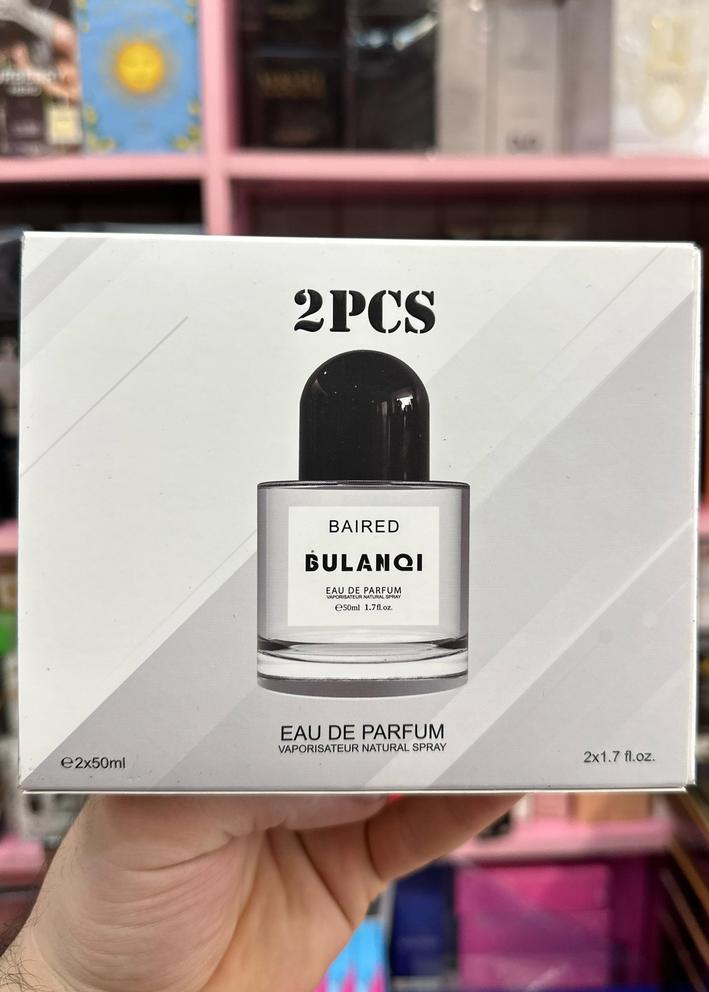 2PCS
BAIRED
BULANQI
EAU DE PARFUM
VAPORISATEUR NATURAL SPRAY
℮50ml 1.7fl.oz.
EAU DE PARFUM
VAPORISATEUR NATURAL SPRAY
℮2x50ml
2x1.7 fl.oz.